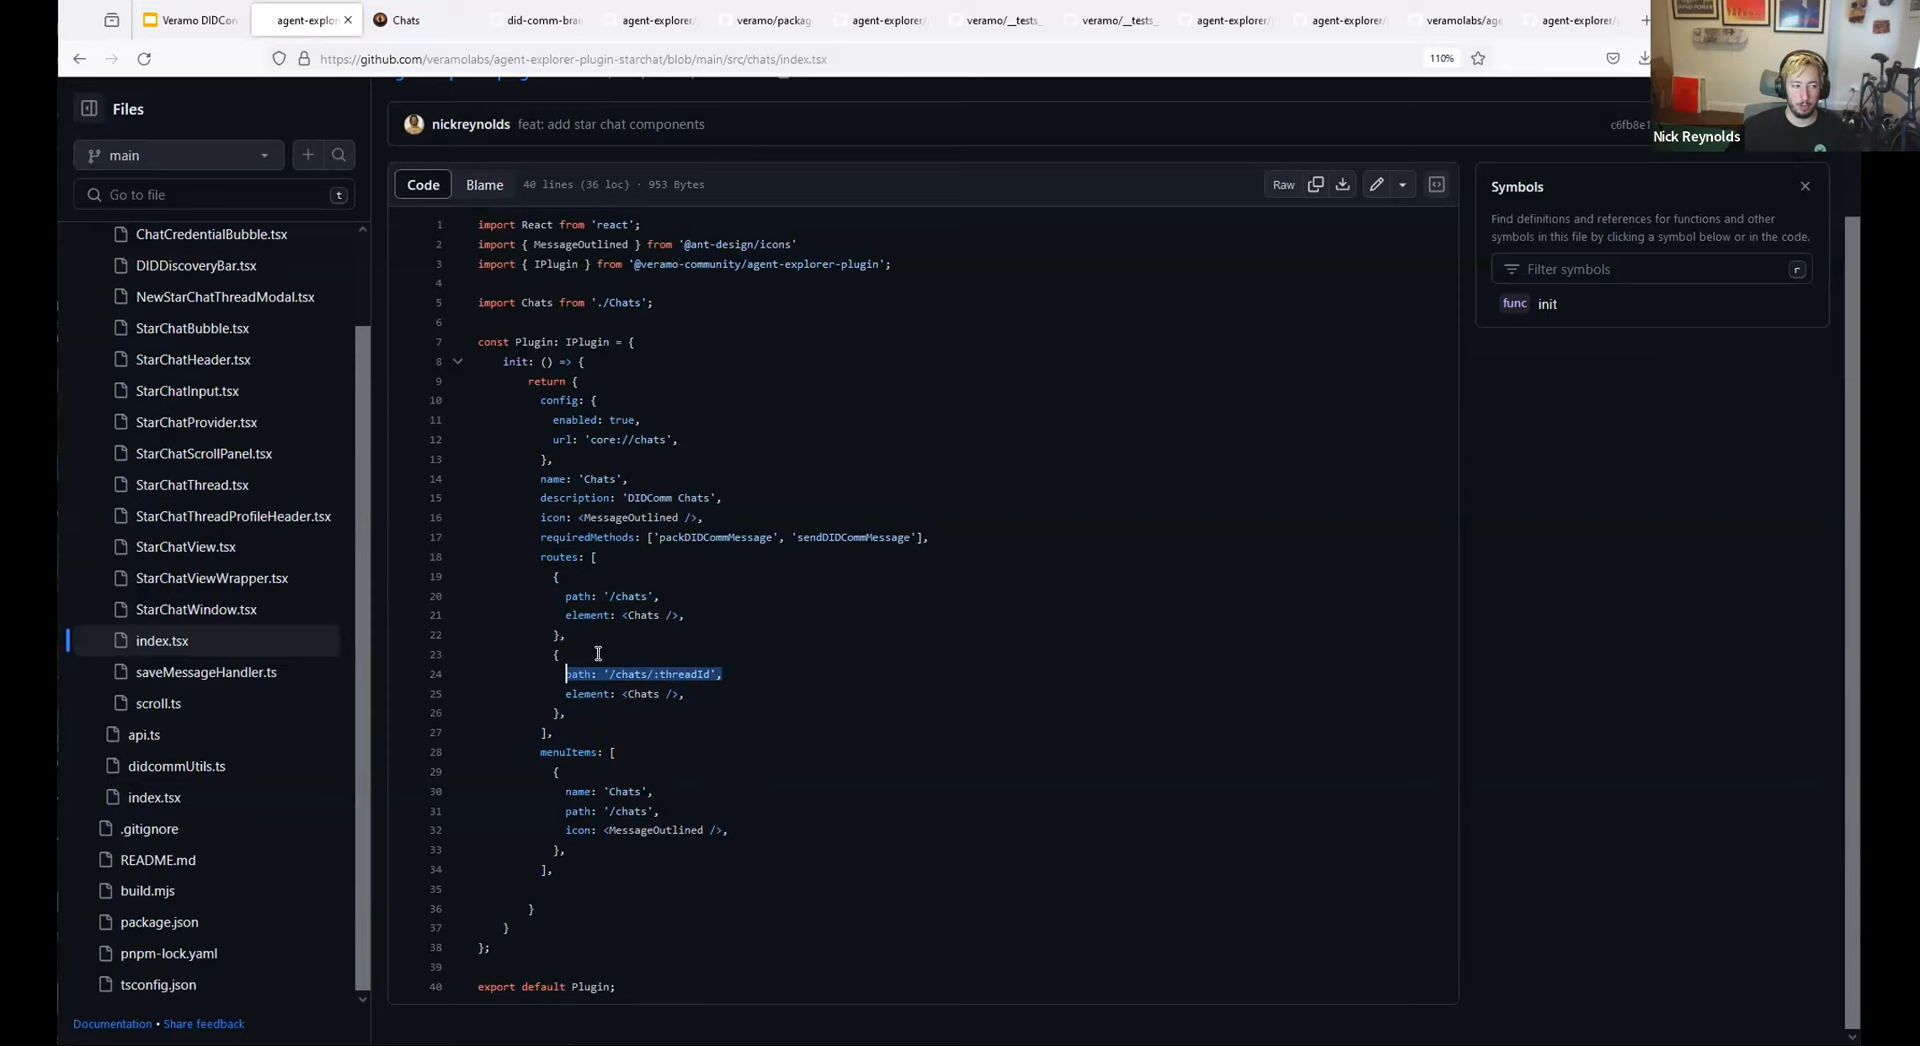 Veramo DIDCon
agent-explor
Chats
did-comm-brai
agent-explorer/
veramo/packag
agent-explorer/
veramo/__tests_
veramo/__tests_
agent-explorer/
agent-explorer/
veramolabs/age
agent-explorer/
https://github.com/veramolabs/agent-explorer-plugin-starchat/blob/main/src/chats/index.tsx
110%
Nick Reynolds
Files
main
Go to file
t
ChatCredentialBubble.tsx
DIDDiscoveryBar.tsx
NewStarChatThreadModal.tsx
StarChatBubble.tsx
StarChatHeader.tsx
StarChatInput.tsx
StarChatProvider.tsx
StarChatScrollPanel.tsx
StarChatThread.tsx
StarChatThreadProfileHeader.tsx
StarChatView.tsx
StarChatViewWrapper.tsx
StarChatWindow.tsx
index.tsx
saveMessageHandler.ts
scroll.ts
api.ts
didcommUtils.ts
index.tsx
.gitignore
README.md
build.mjs
package.json
pnpm-lock.yaml
tsconfig.json
Documentation • Share feedback
nickreynolds feat: add star chat components
c6fb8e1
Code Blame 40 lines (36 loc) · 953 Bytes
Raw
1 import React from 'react';
2 import { MessageOutlined } from '@ant-design/icons'
3 import { IPlugin } from '@veramo-community/agent-explorer-plugin';
4
5 import Chats from './Chats';
6
7 const Plugin: IPlugin = {
8 init: () => {
9 return {
10 config: {
11 enabled: true,
12 url: 'core://chats',
13 },
14 name: 'Chats',
15 description: 'DIDComm Chats',
16 icon: <MessageOutlined />,
17 requiredMethods: ['packDIDCommMessage', 'sendDIDCommMessage'],
18 routes: [
19 {
20 path: '/chats',
21 element: <Chats />,
22 },
23 {
24 path: '/chats/:threadId',
25 element: <Chats />,
26 },
27 ],
28 menuItems: [
29 {
30 name: 'Chats',
31 path: '/chats',
32 icon: <MessageOutlined />,
33 },
34 ],
35
36 }
37 }
38 };
39
40 export default Plugin;
Symbols
Find definitions and references for functions and other
symbols in this file by clicking a symbol below or in the code.
Filter symbols
r
func init